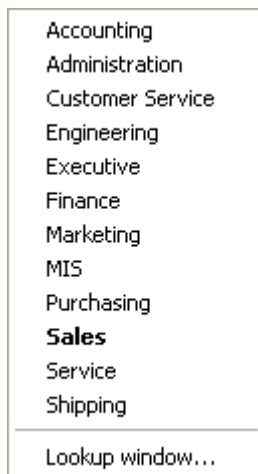 Accounting
Administration
Customer Service
Engineering
Executive
Finance
Marketing
MIS
Purchasing
Sales
Service
Shipping
Lookup window...